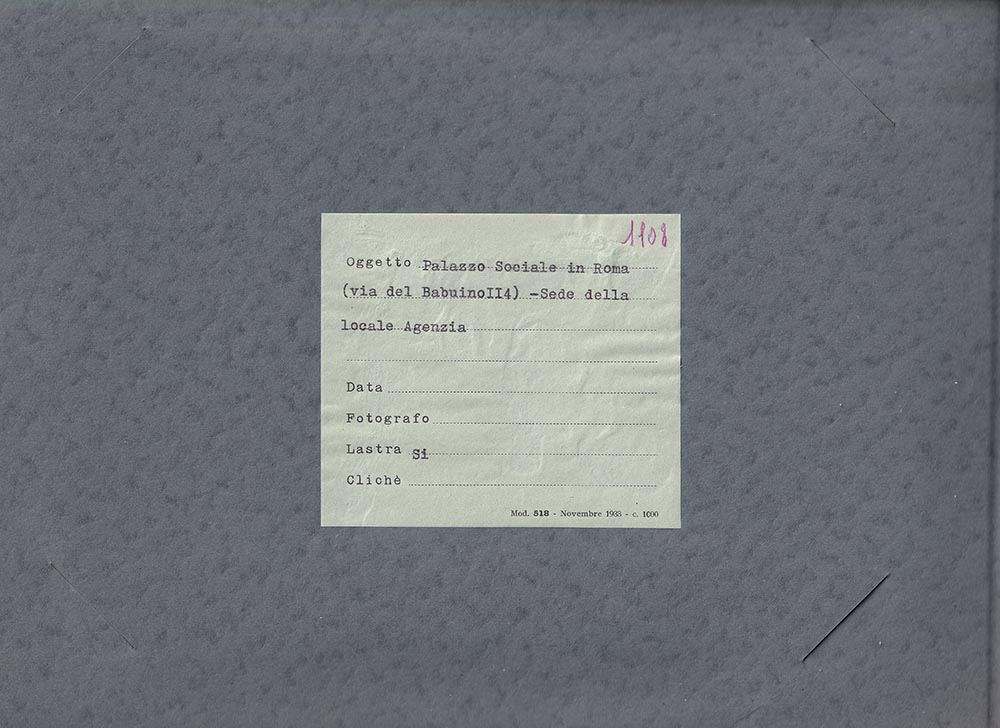 1108
Oggetto Palazzo Sociale in Roma
(via del BabuinoII4) -Sede della
locale Agenzia
Data
Fotografo
Lastra Si
Clichè
Mod. 518 - Novembre 1933 - c. 1000